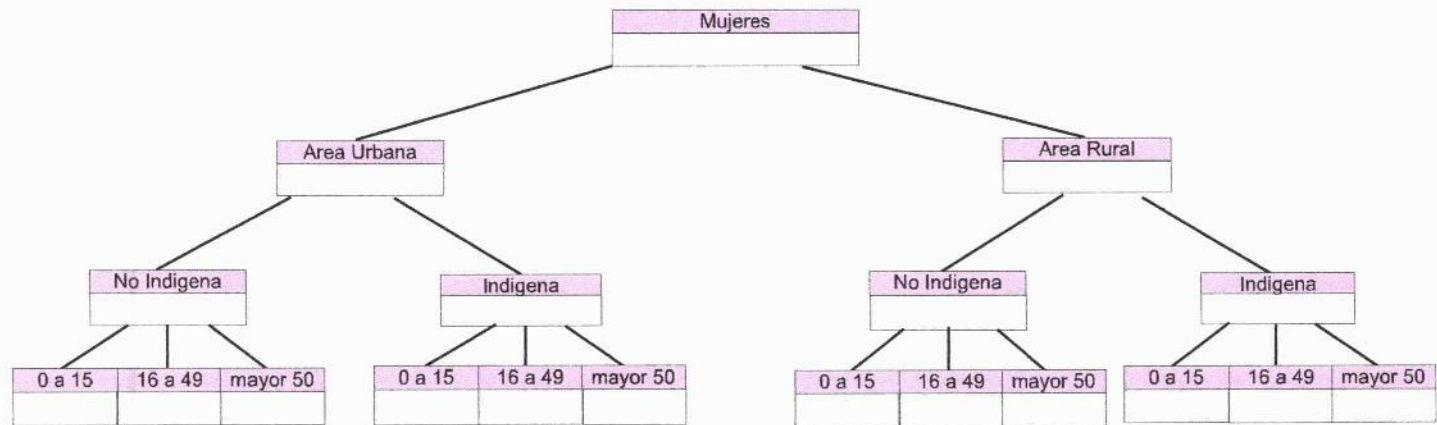 Mujeres
Area Urbana
Area Rural
No Indigena
Indigena
No Indigena
Indigena
0 a 15 16 a 49 mayor 50
0 a 15 16 a 49 mayor 50
0 a 15 16 a 49 mayor 50
0 a 15 16 a 49 mayor 50